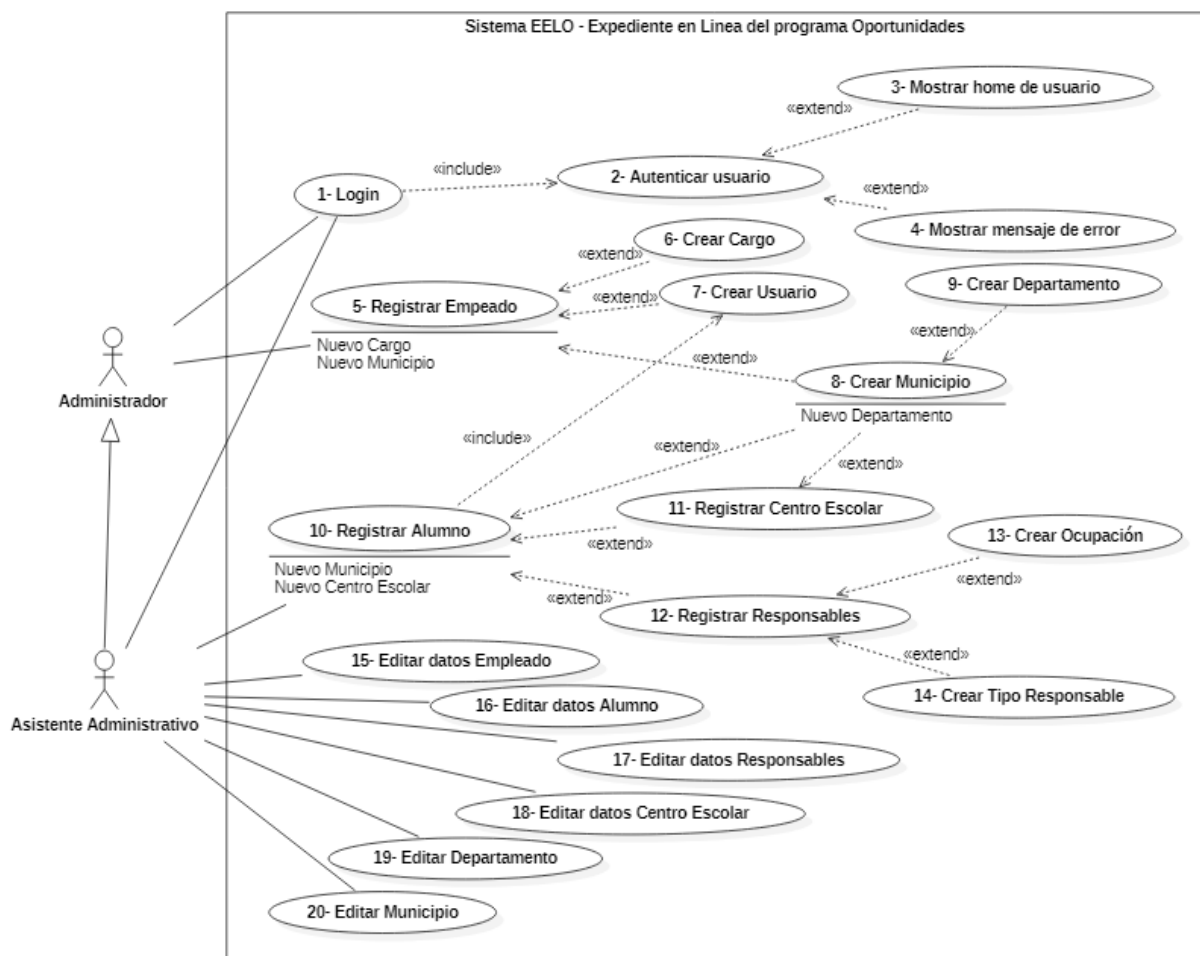 Sistema EELO - Expediente en Linea del programa Oportunidades
3- Mostrar home de usuario
«extend»
«include»
2- Autenticar usuario
1- Login
«extend»
4- Mostrar mensaje de error
6- Crear Cargo
«extend»
9- Crear Departamento
7- Crear Usuario
«extend»
5- Registrar Empeado
Nuevo Cargo
Nuevo Municipio
«extend»
«extend»
8- Crear Municipio
Nuevo Departamento
Administrador
«include»
«extend»
«extend»
11- Registrar Centro Escolar
10- Registrar Alumno
«extend»
13- Crear Ocupación
Nuevo Municipio
Nuevo Centro Escolar
«extend»
«extend»
12- Registrar Responsables
«extend»
15- Editar datos Empleado
14- Crear Tipo Responsable
16- Editar datos Alumno
Asistente Administrativo
17- Editar datos Responsables
18- Editar datos Centro Escolar
19- Editar Departamento
20- Editar Municipio